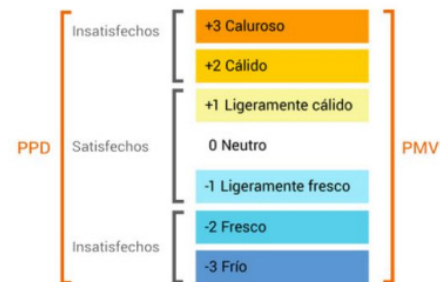 Insatisfechos
+3 Caluroso
+2 Cálido
PPD
Satisfechos
+1 Ligeramente cálido
0 Neutro
-1 Ligeramente fresco
PMV
Insatisfechos
-2 Fresco
-3 Frío